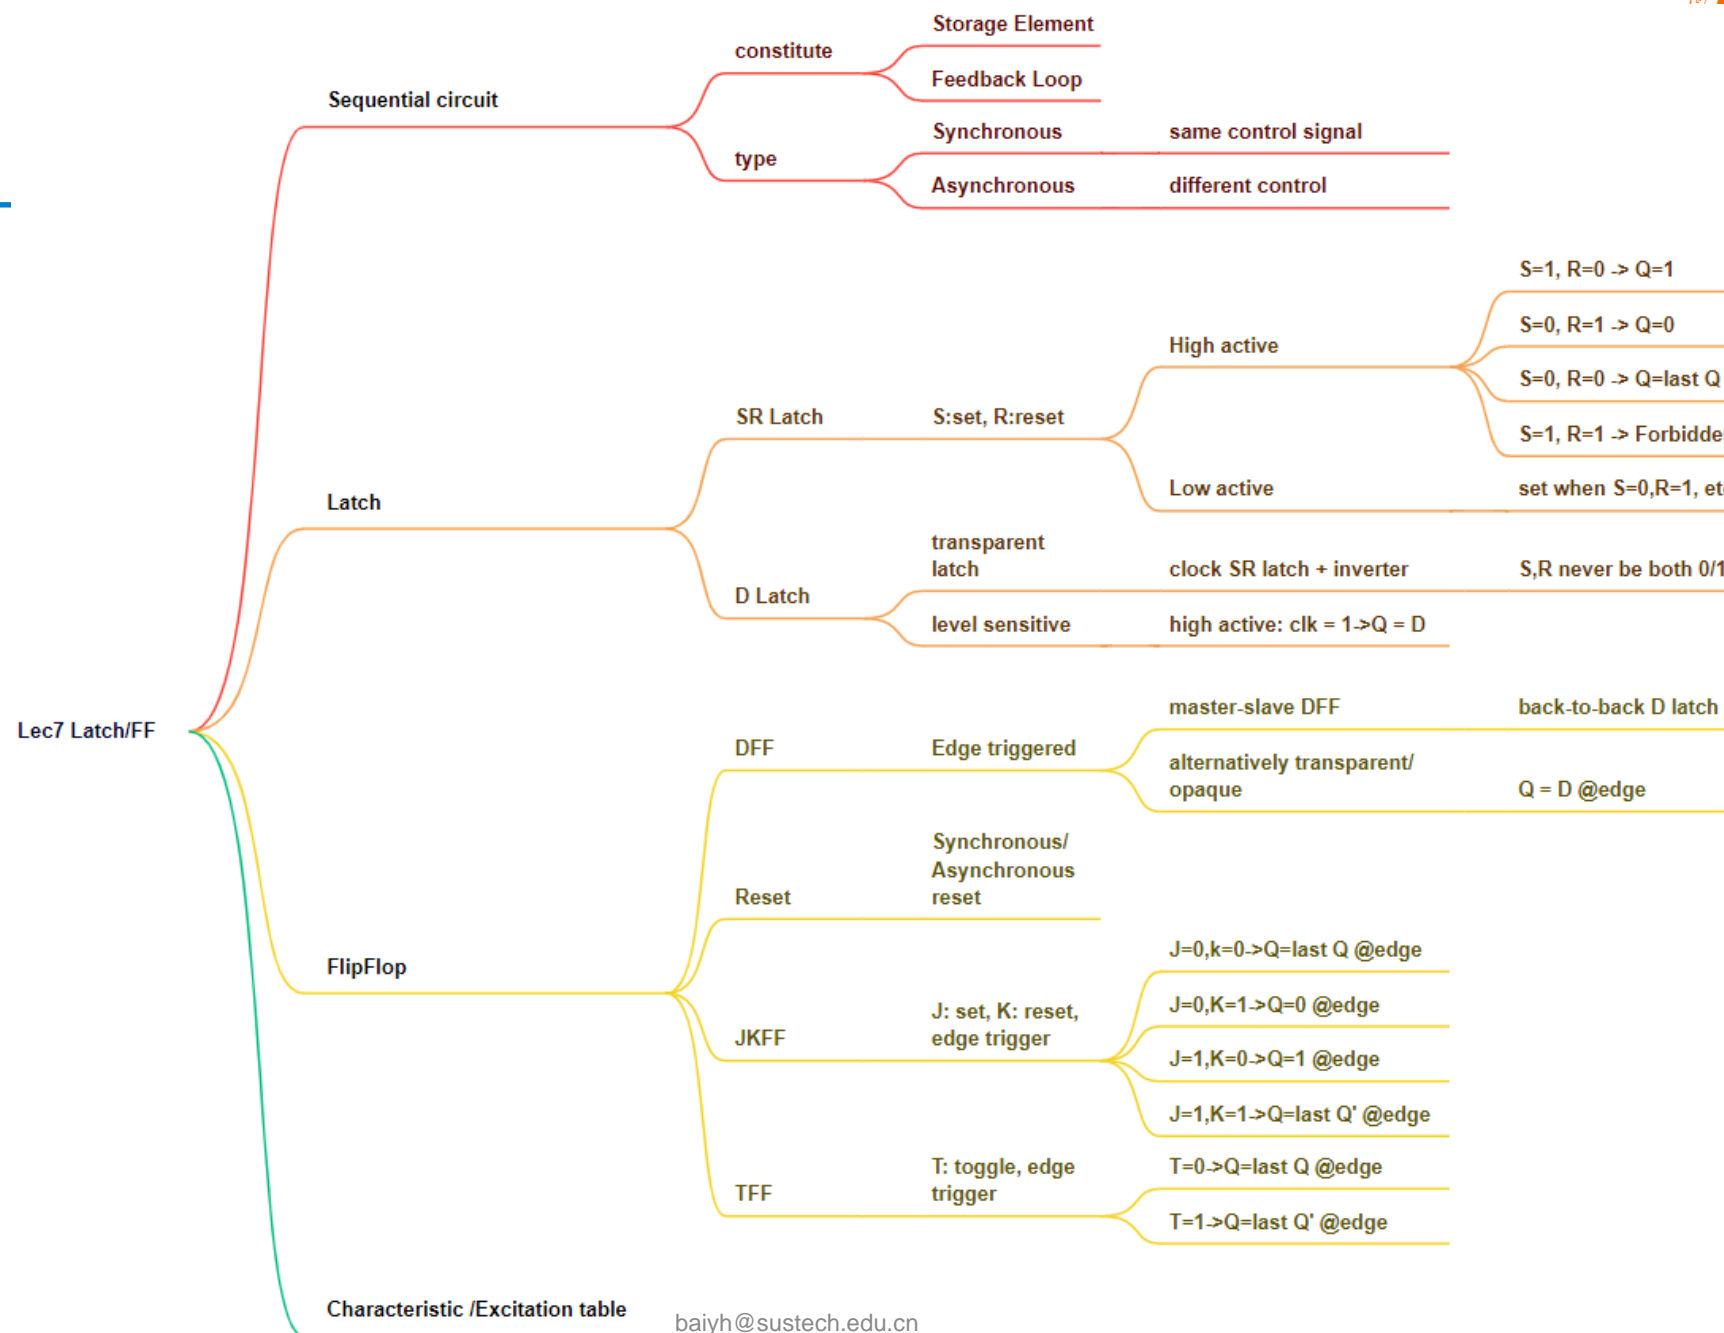 Storage Element
constitute
Feedback Loop
Sequential circuit
Synchronous
same control signal
type
Asynchronous
different control
S=1, R=0 -> Q=1
S=0, R=1 -> Q=0
High active
S=0, R=0 -> Q=last Q
SR Latch
S:set, R:reset
S=1, R=1 ->
Low active
set when S=0,R=1,
Latch
transparent
latch
clock SR latch + inverter
S,R never be both 0/1
D Latch
level sensitive
high active: clk = 1->Q = D
Lec7 Latch/FF
master-slave DFF
back-to-back D latch
DFF
Edge triggered
alternatively transparent/
opaque
Q = D @edge
Synchronous/
Asynchronous
reset
Reset
FlipFlop
J=0,k=0->Q=last Q @edge
J=0,K=1->Q=0 @edge
J: set, K: reset,
edge trigger
JKFF
J=1,K=0->Q=1 @edge
J=1,K=1->Q=last Q' @edge
T: toggle, edge
trigger
TFF
T=0->Q=last Q @edge
T=1->Q=last Q' @edge
Characteristic /Excitation table
baiyh@sustech.edu.cn